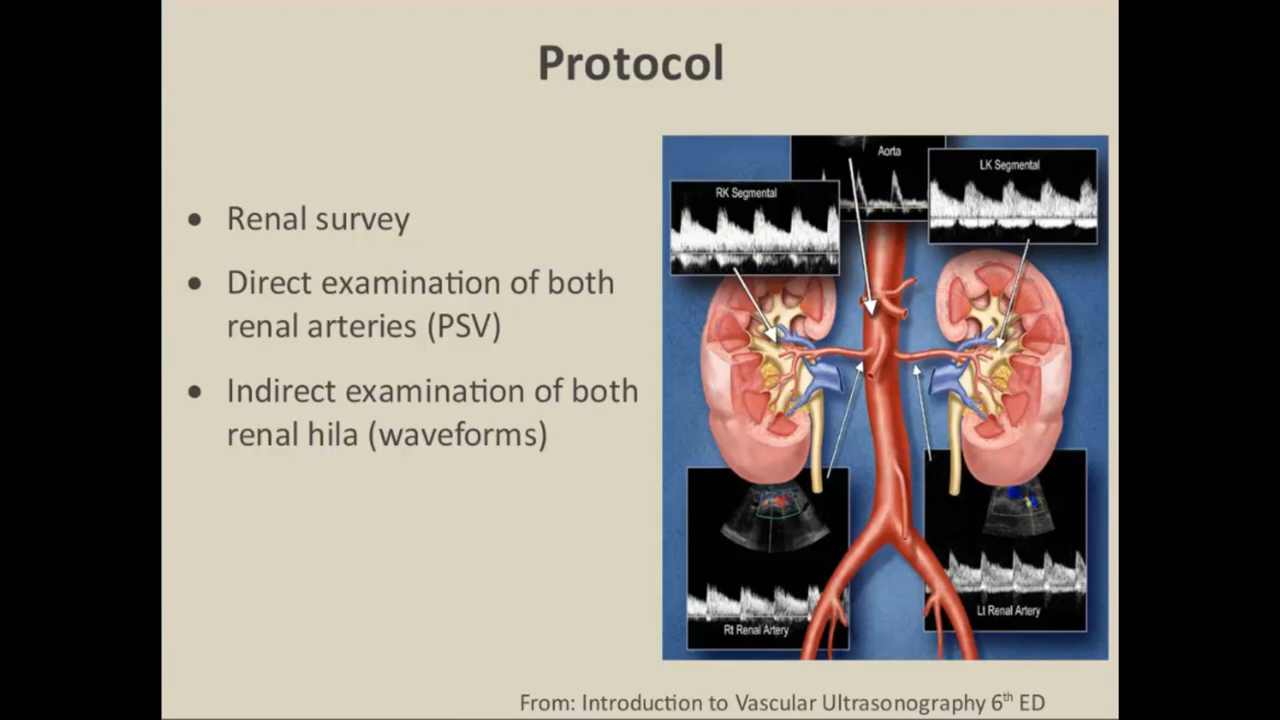 Protocol
• Renal survey
• Direct examination of both
renal arteries (PSV)
• Indirect examination of both
renal hila (waveforms)
Aorta
RK Segmental
LK Segmental
Rt Renal Artery
Lt Renal Artery
From: Introduction to Vascular Ultrasonography 6th ED